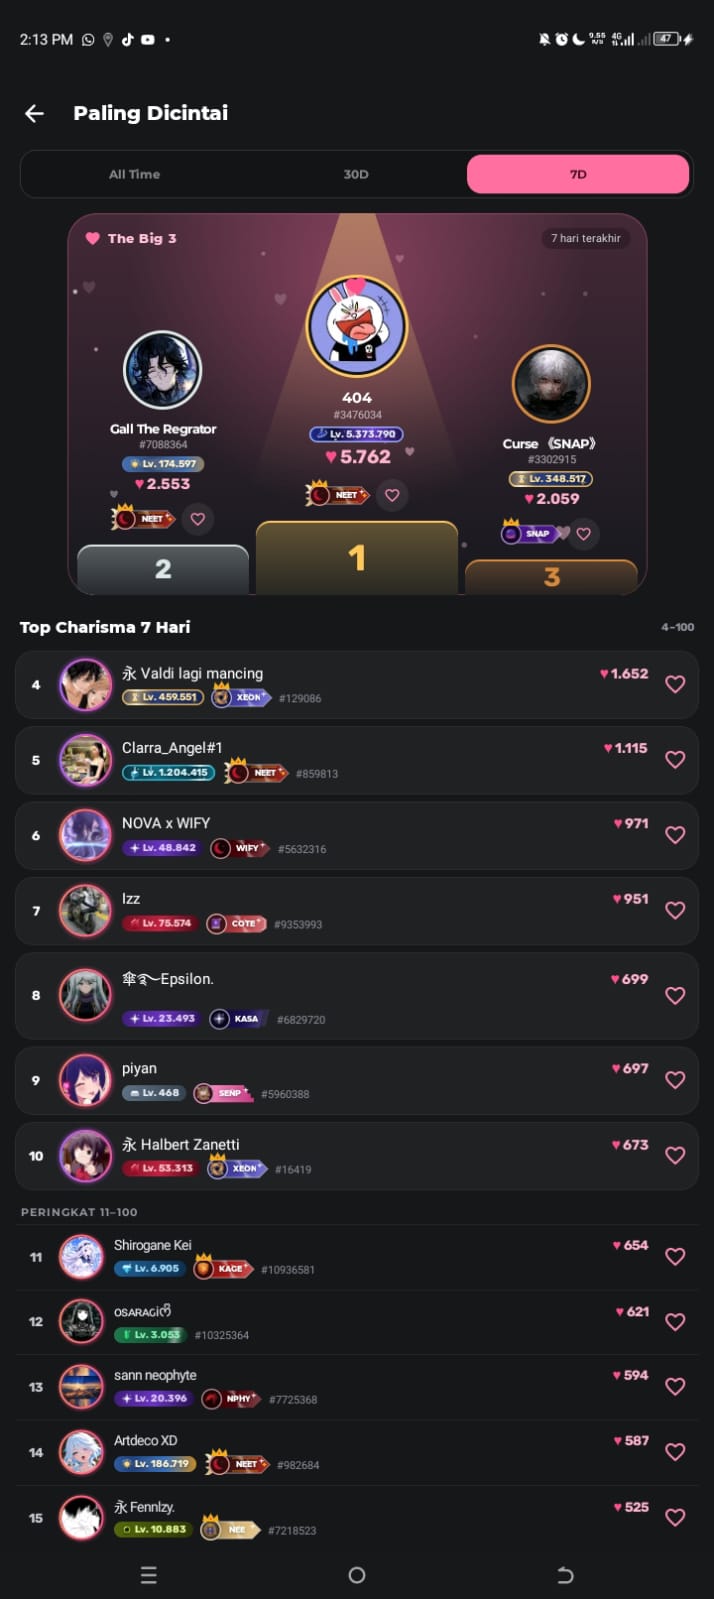 2:13 PM
9.55 K/S 4G 47
Paling Dicintai
All Time 30D 7D
The Big 3
7 hari terakhir
404
#3476034
Lv. 5.373.790
♥5.762
NEET
1
Gall The Regrator
#7088364
Lv. 174.597
♥2.553
NEET
2
Curse 《SNAP》
#3302915
Lv. 348.517
♥2.059
SNAP
3
Top Charisma 7 Hari 4–100
4 永 Valdi lagi mancing ♥1.652
Lv. 459.551 XEON #129086
5 Clarra_Angel#1 ♥1.115
Lv. 1.204.415 NEET #859813
6 NOVA x WIFY ♥971
Lv. 48.842 WIFY #5632316
7 Izz ♥951
Lv. 75.574 COTE #9353993
8 傘࿐Epsilon. ♥699
Lv. 23.493 KASA #6829720
9 piyan ♥697
Lv. 468 SENP #5960388
10 永 Halbert Zanetti ♥673
Lv. 53.313 XEON #16419
PERINGKAT 11–100
11 Shirogane Kei ♥654
Lv. 6.905 KAGE #10936581
12 ᴏsᴀʀᴀɢi ♥621
Lv. 3.053 #10325364
13 sann neophyte ♥594
Lv. 20.396 NPHY #7725368
14 Artdeco XD ♥587
Lv. 186.719 NEET #982684
15 永 Fennlzy. ♥525
Lv. 10.883 NEE #7218523